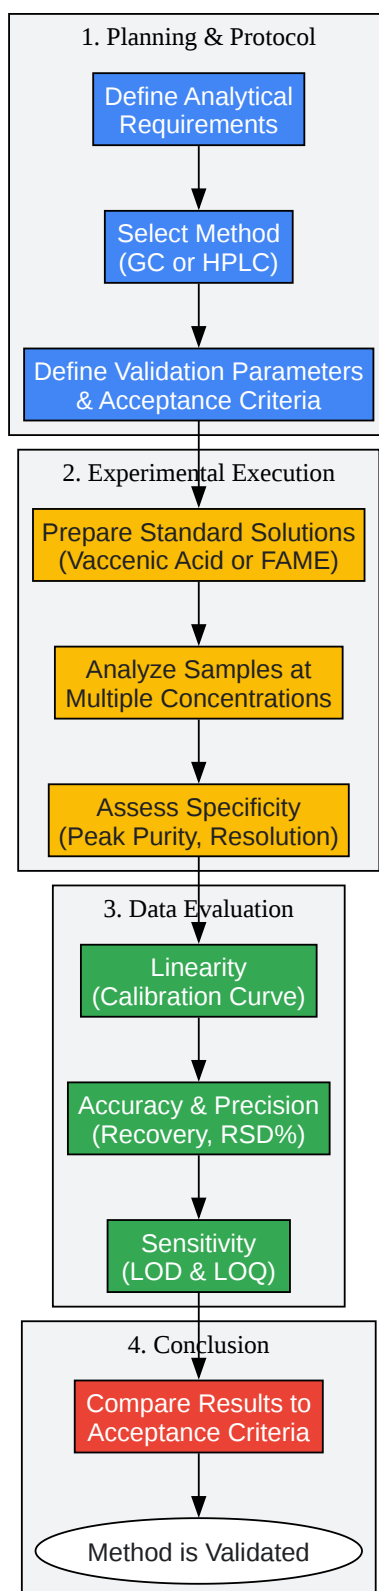 1. Planning & Protocol
Define Analytical
Requirements
Select Method
(GC or HPLC)
Define Validation Parameters
& Acceptance Criteria
2. Experimental Execution
Prepare Standard Solutions
(Vaccenic Acid or FAME)
Analyze Samples at
Multiple Concentrations
Assess Specificity
(Peak Purity, Resolution)
3. Data Evaluation
Linearity
(Calibration Curve)
Accuracy & Precision
(Recovery, RSD%)
Sensitivity
(LOD & LOQ)
4. Conclusion
Compare Results to
Acceptance Criteria
Method is Validated